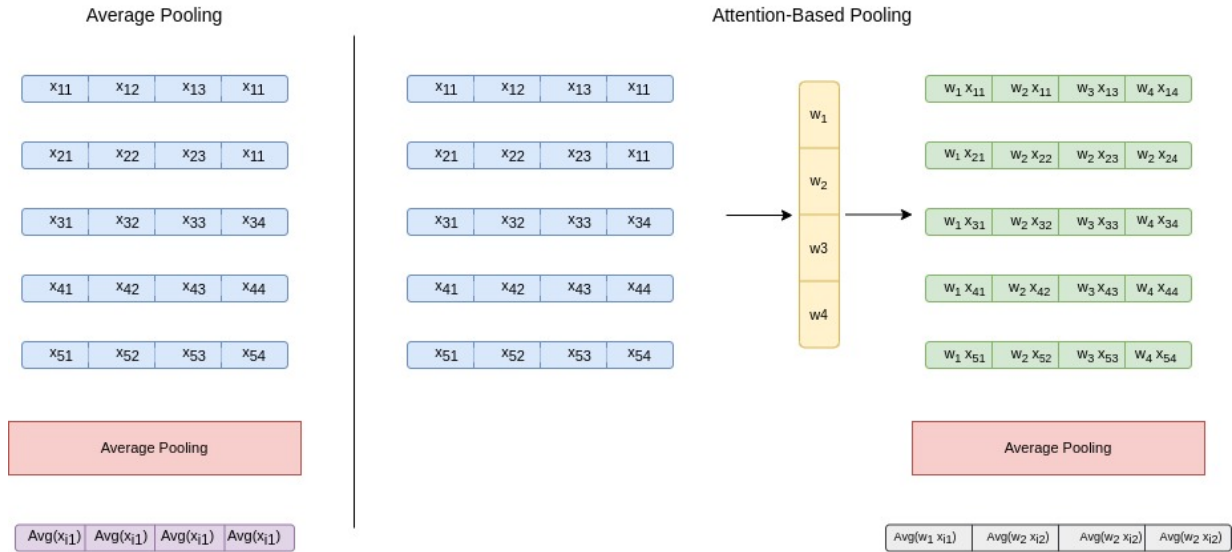 Average Pooling
x11 x12 x13 x11
x21 x22 x23 x11
x31 x32 x33 x34
x41 x42 x43 x44
x51 x52 x53 x54
Average Pooling
Avg(xi1) Avg(xi1) Avg(xi1) Avg(xi1)
Attention-Based Pooling
x11 x12 x13 x11
x21 x22 x23 x11
x31 x32 x33 x34
x41 x42 x43 x44
x51 x52 x53 x54
w1
w2
w3
w4
w1 x11 w2 x11 w3 x13 w4 x14
w1 x21 w2 x22 w2 x23 w2 x24
w1 x31 w2 x32 w3 x33 w4 x34
w1 x41 w2 x42 w3 x43 w4 x44
w1 x51 w2 x52 w3 x53 w4 x54
Average Pooling
Avg(w1 xi1) Avg(w2 xi2) Avg(w2 xi2) Avg(w2 xi2)